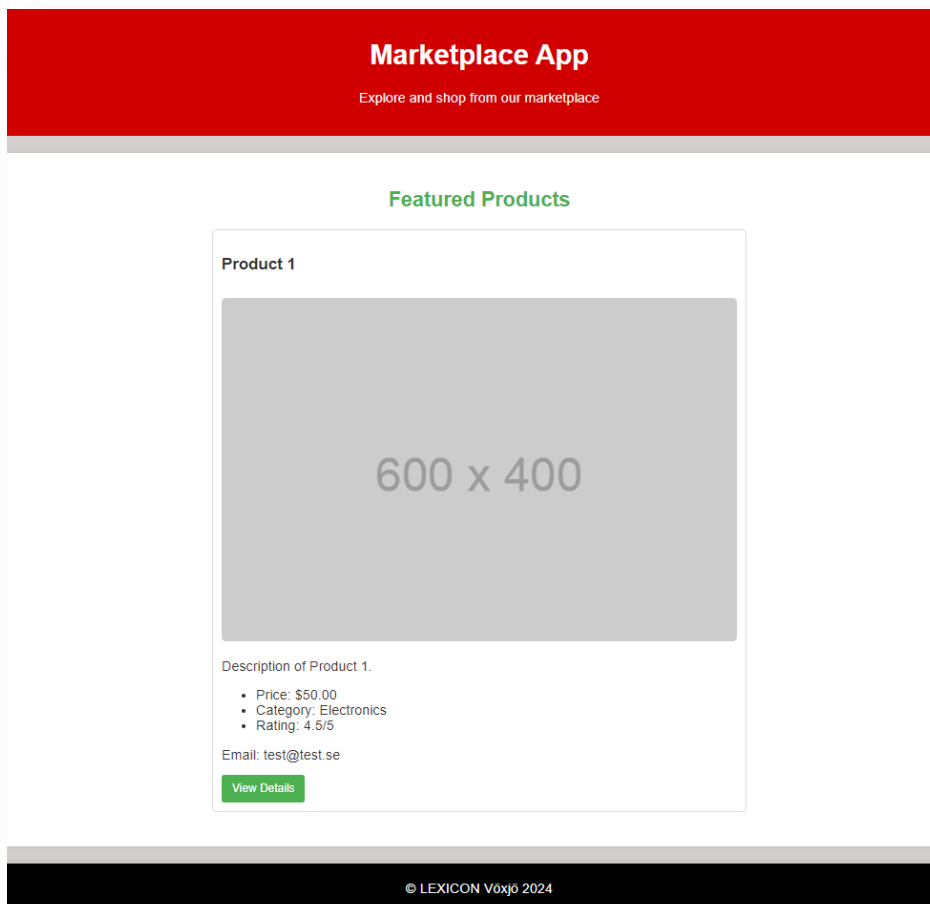 Marketplace App
Explore and shop from our marketplace
Featured Products
Product 1
600 x 400
Description of Product 1.
• Price: $50.00
• Category: Electronics
• Rating: 4.5/5
Email: test@test.se
View Details
© LEXICON Vöxjö 2024